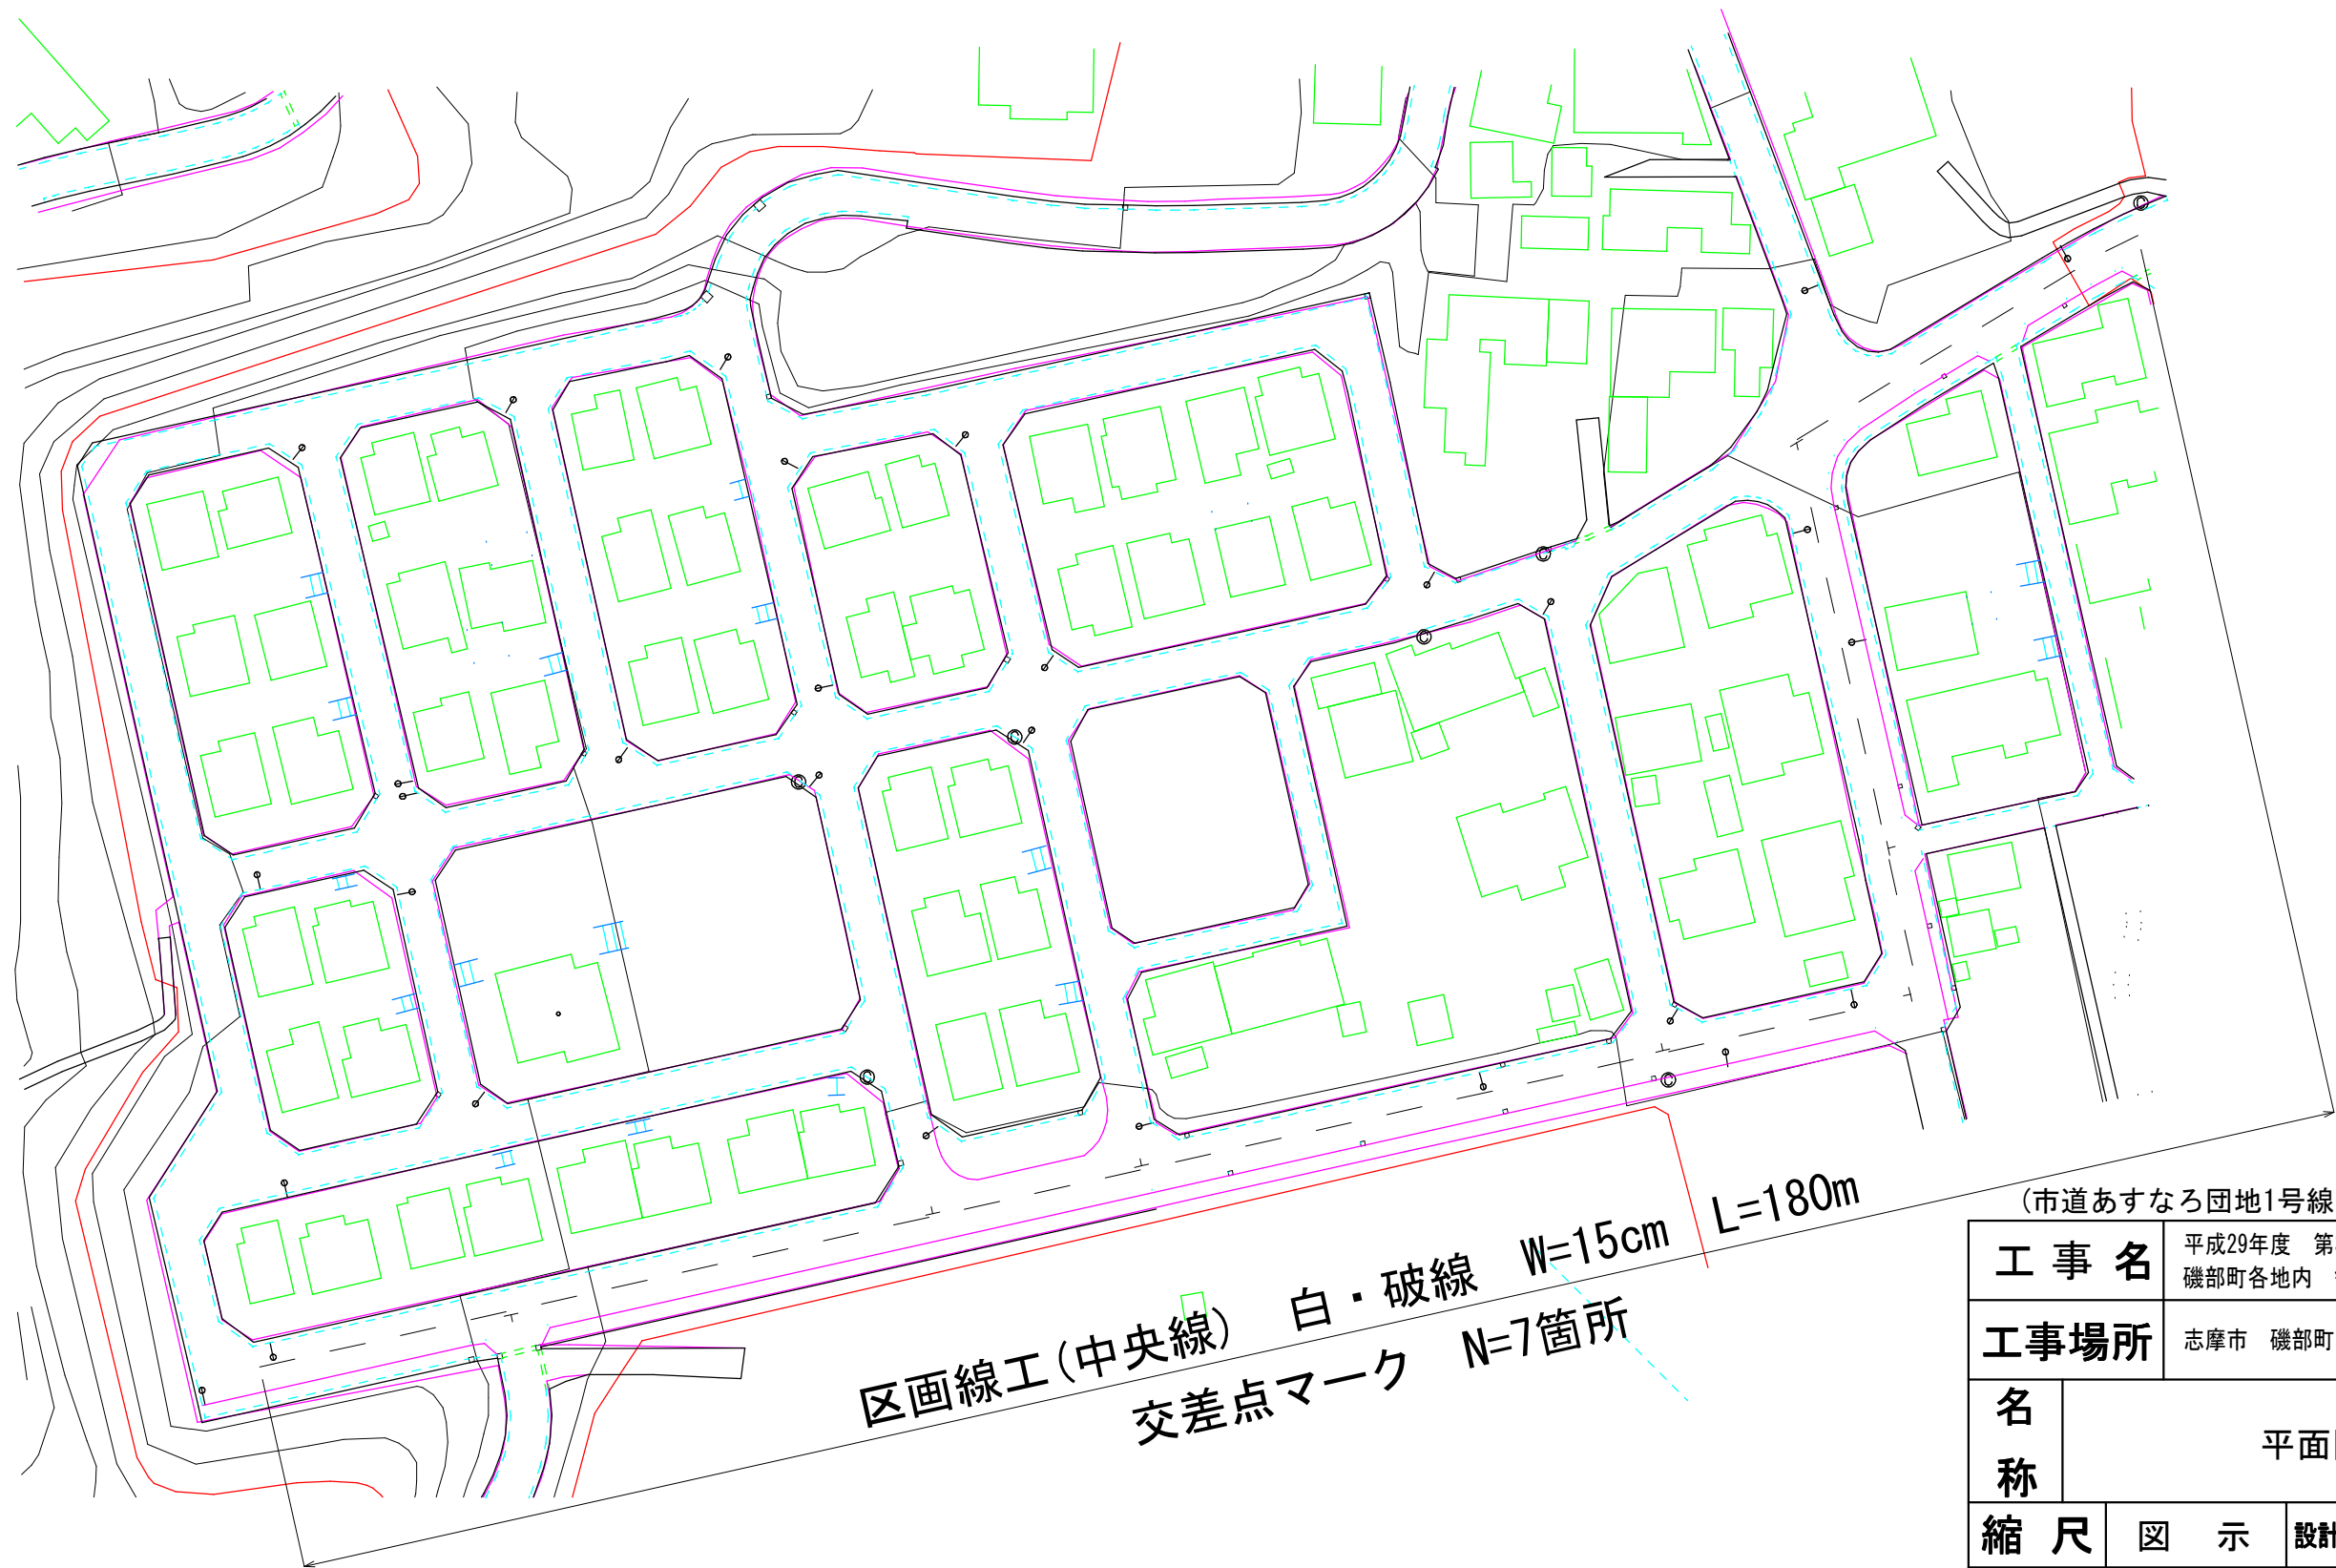 区画線工(中央線) 白・破線 W=15cm L=180m
交差点マーク N=7箇所
(市道あすなろ団地1号線
工事名 平成29年度 第
磯部町各地内
工事場所 志摩市 磯部町
名称 平面
縮尺 図示 設計